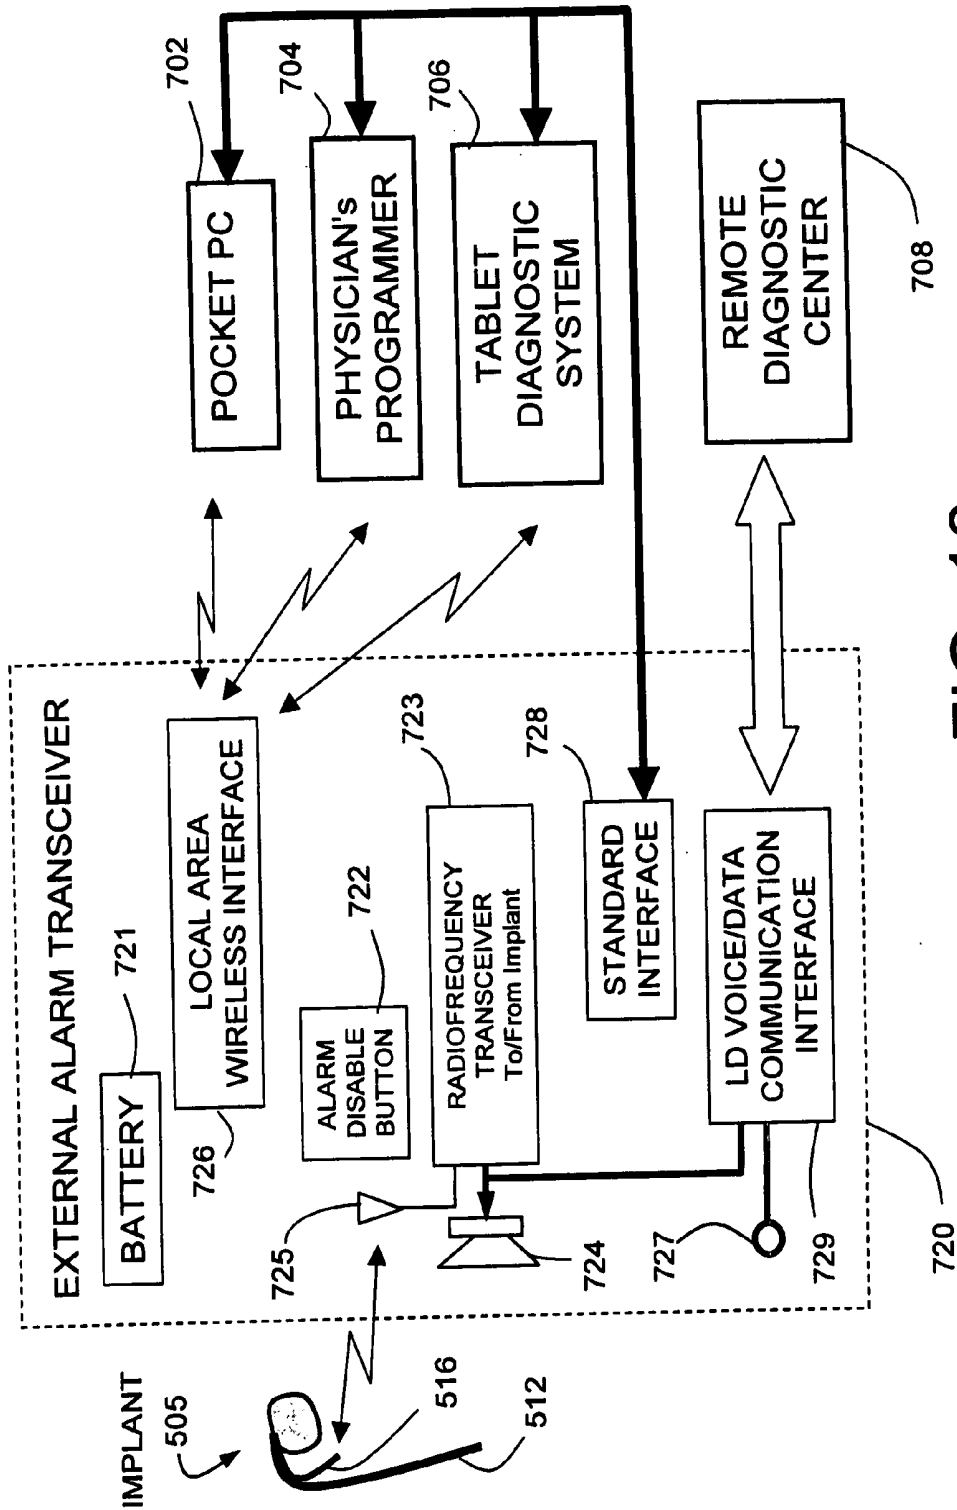 EXTERNAL ALARM TRANSCEIVER
BATTERY
721
LOCAL AREA
WIRELESS INTERFACE
726
ALARM
DISABLE
BUTTON
722
RADIOFREQUENCY
TRANSCEIVER
To/From Implant
723
725
724
STANDARD
INTERFACE
728
LD VOICE/DATA
COMMUNICATION
INTERFACE
727
729
720
IMPLANT
505
516
512
POCKET PC
702
PHYSICIAN's
PROGRAMMER
704
TABLET
DIAGNOSTIC
SYSTEM
706
REMOTE
DIAGNOSTIC
CENTER
708
FIG.